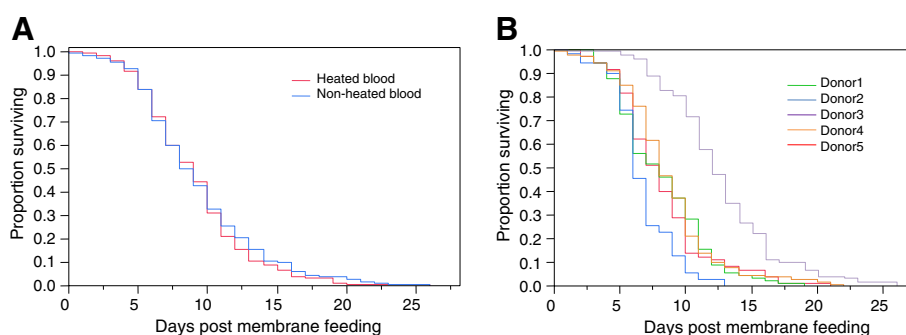 A
Proportion surviving
1.0
0.9
0.8
0.7
0.6
0.5
0.4
0.3
0.2
0.1
0.0
Heated blood
Non-heated blood
0 5 10 15 20 25
Days post membrane feeding
B
Proportion surviving
1.0
0.9
0.8
0.7
0.6
0.5
0.4
0.3
0.2
0.1
0.0
Donor1
Donor2
Donor3
Donor4
Donor5
0 5 10 15 20 25
Days post membrane feeding